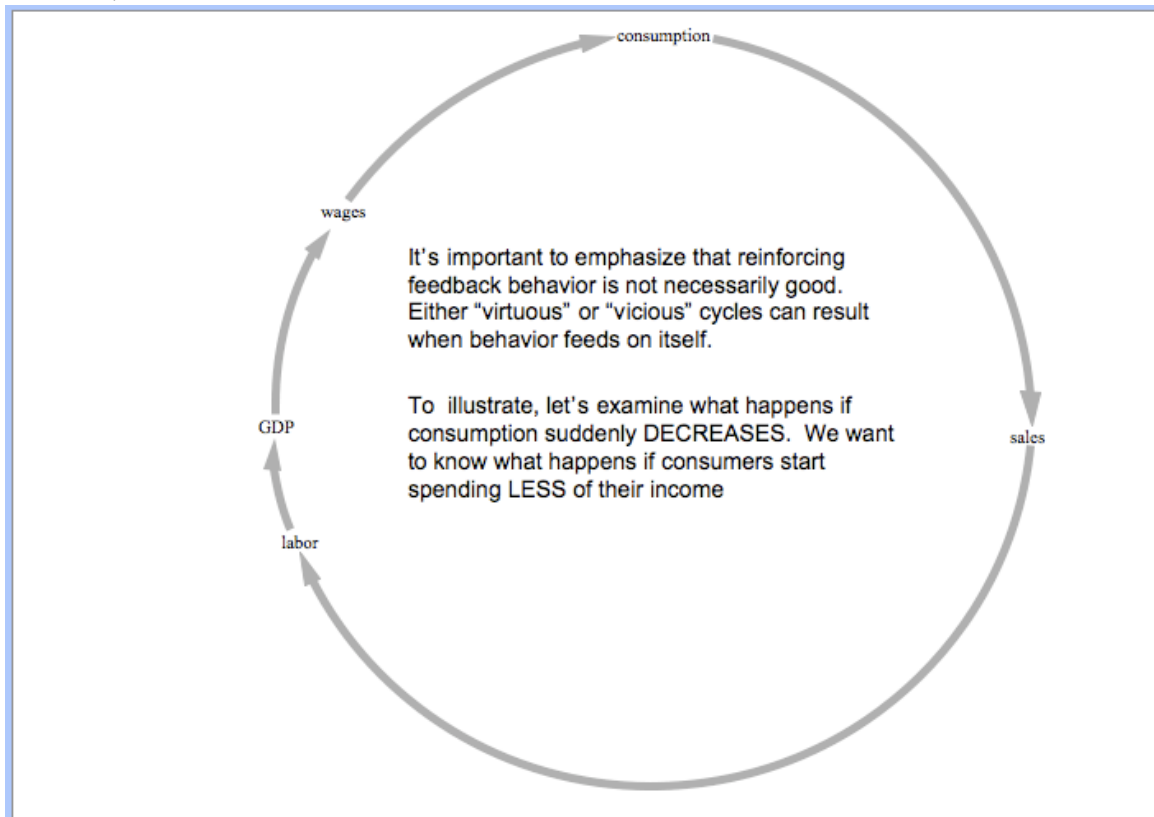 consumption
wages
It's important to emphasize that reinforcing
feedback behavior is not necessarily good.
Either “virtuous” or “vicious” cycles can result
when behavior feeds on itself.
To  illustrate, let's examine what happens if
consumption suddenly DECREASES.  We want
to know what happens if consumers start
spending LESS of their income
GDP
sales
labor